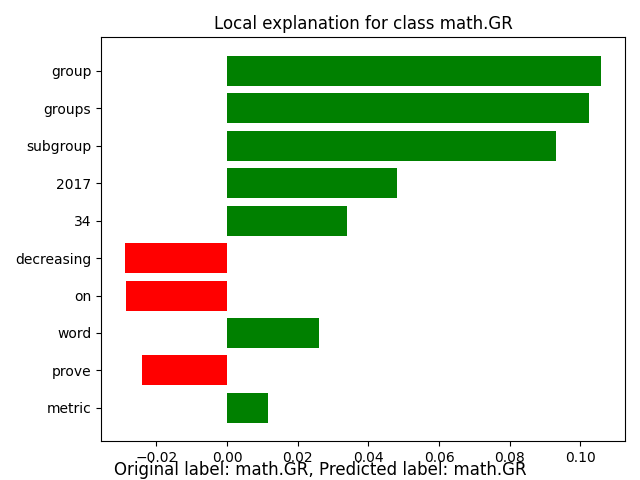 Local explanation for class math.GR
group
groups
subgroup
2017
34
decreasing
on
word
prove
metric
−0.02 0.00 0.02 0.04 0.06 0.08 0.10
Original label: math.GR, Predicted label: math.GR